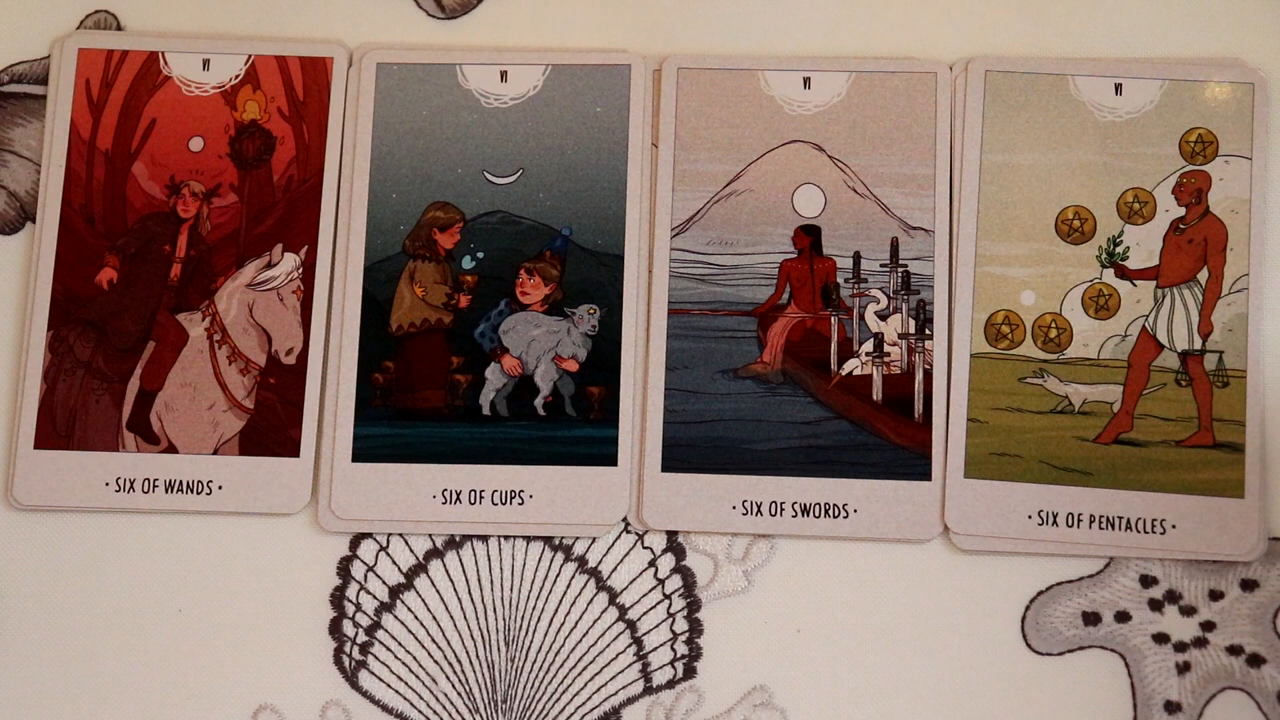 VI
· SIX OF WANDS ·
VI
· SIX OF CUPS ·
VI
· SIX OF SWORDS ·
VI
· SIX OF PENTACLES ·